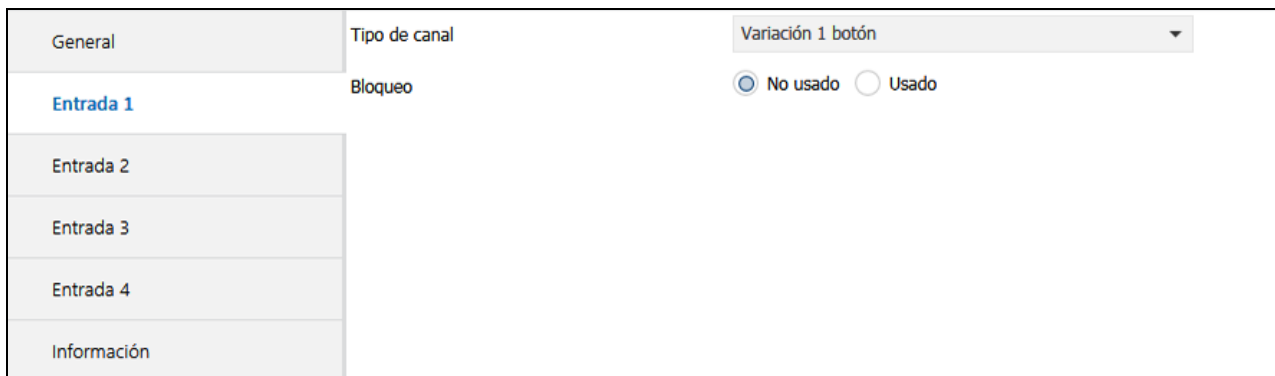 General
Entrada 1
Entrada 2
Entrada 3
Entrada 4
Información
Tipo de canal
Variación 1 botón
Bloqueo
No usado
Usado